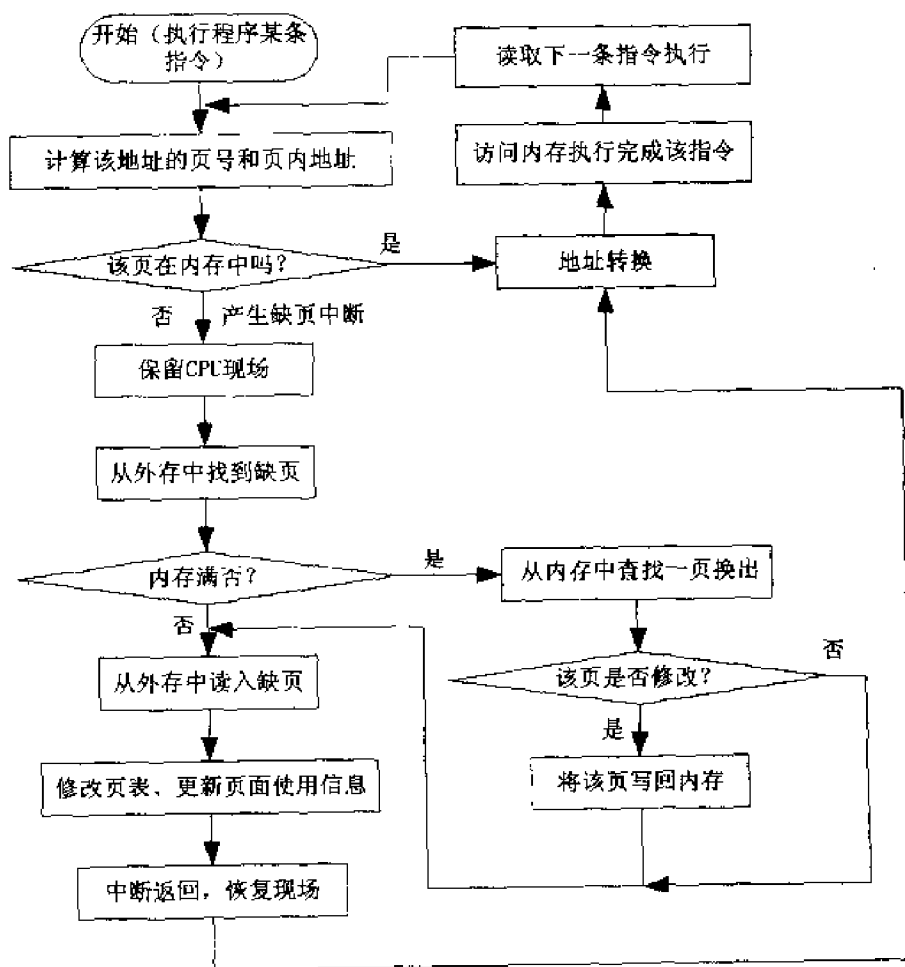 开始（执行程序某条
指令）
读取下一条指令执行
计算该地址的页号和页内地址
访问内存执行完成该指令
该页在内存中吗？
是
地址转换
否
产生缺页中断
保留CPU现场
从外存中找到缺页
内存满否？
是
从内存中查找一页换出
否
从外存中读入缺页
该页是否修改？
否
是
修改页表、更新页面使用信息
将该页写回内存
中断返回，恢复现场